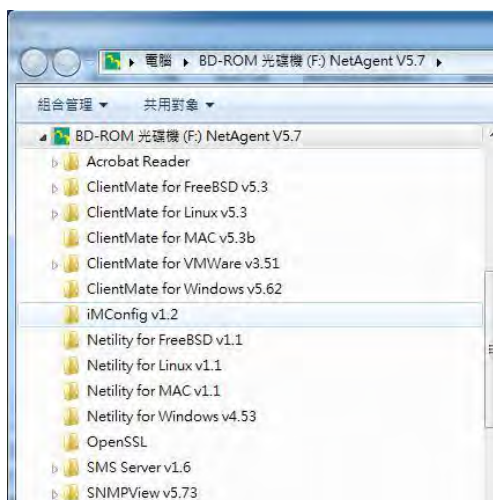 電腦 ▸ BD-ROM 光碟機 (F:) NetAgent V5.7
組合管理 共用對象
BD-ROM 光碟機 (F:) NetAgent V5.7
Acrobat Reader
ClientMate for FreeBSD v5.3
ClientMate for Linux v5.3
ClientMate for MAC v5.3b
ClientMate for VMWare v3.51
ClientMate for Windows v5.62
iMConfig v1.2
Netility for FreeBSD v1.1
Netility for Linux v1.1
Netility for MAC v1.1
Netility for Windows v4.53
OpenSSL
SMS Server v1.6
SNMPView v5.73